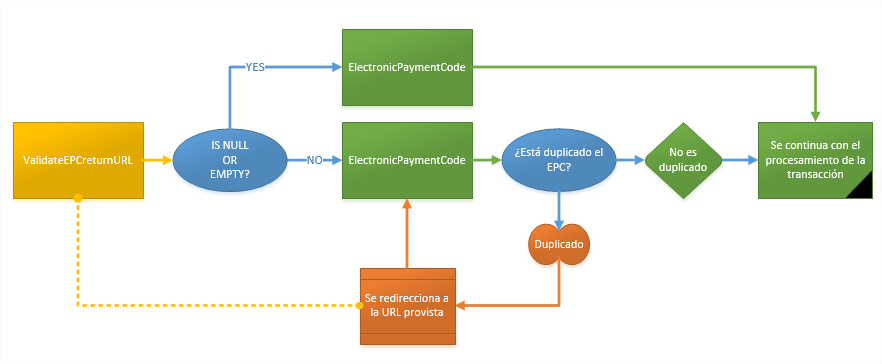 YES
ElectronicPaymentCode
ValidateEPCreturnURL
IS NULL
OR
EMPTY?
NO
ElectronicPaymentCode
¿Está duplicado el
EPC?
No es
duplicado
Se continua con el
procesamiento de la
transacción
Duplicado
Se redirecciona a
la URL provista